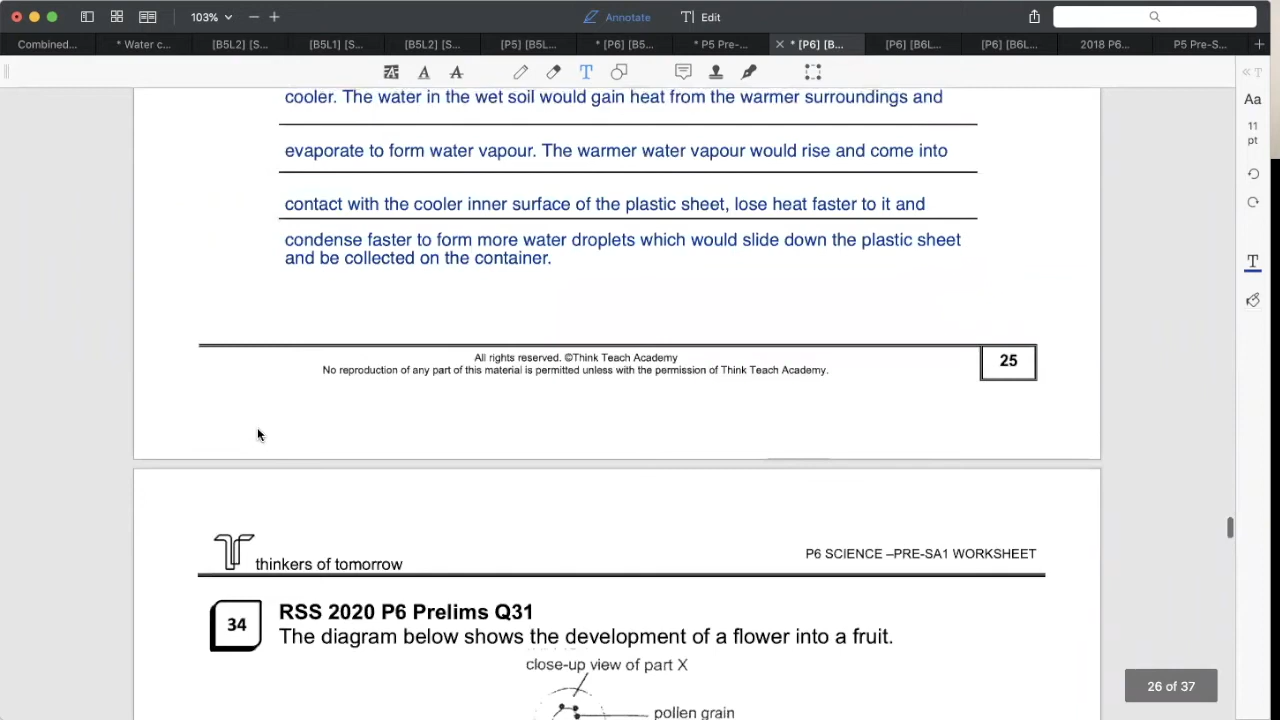 103%
Annotate
Edit
Combined...
* Water c...
[B5L2] [S...
[B5L1] [S...
[B5L2] [S...
[P5] [B5L...
* [P6] [B5...
* P5 Pre-...
* [P6] [B...
[P6] [B6L...
[P6] [B6L...
2018 P6...
P5 Pre-S...
Aa
11
pt
cooler. The water in the wet soil would gain heat from the warmer surroundings and
evaporate to form water vapour. The warmer water vapour would rise and come into
contact with the cooler inner surface of the plastic sheet, lose heat faster to it and
condense faster to form more water droplets which would slide down the plastic sheet
and be collected on the container.
All rights reserved. ©Think Teach Academy
No reproduction of any part of this material is permitted unless with the permission of Think Teach Academy.
25
thinkers of tomorrow
P6 SCIENCE –PRE-SA1 WORKSHEET
34
RSS 2020 P6 Prelims Q31
The diagram below shows the development of a flower into a fruit.
close-up view of part X
pollen grain
26 of 37